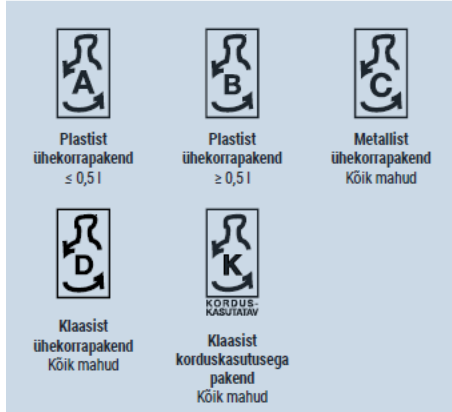 A
Plastist
ühekorrapakend
≤ 0,5 l
B
Plastist
ühekorrapakend
≥ 0,5 l
C
Metallist
ühekorrapakend
Kõik mahud
D
Klaasist
ühekorrapakend
Kõik mahud
K
KORDUS-
KASUTATAV
Klaasist
korduskasutusega
pakend
Kõik mahud